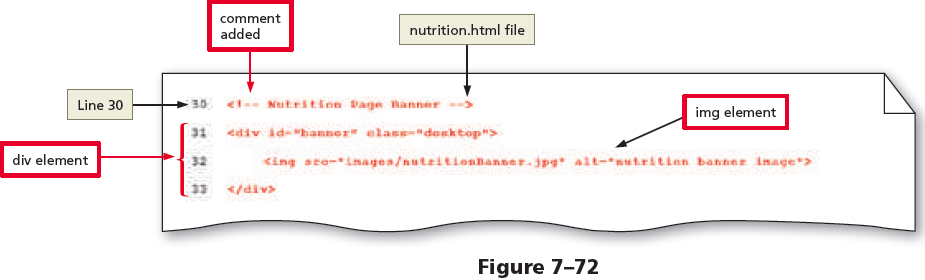 comment
added
nutrition.html file
Line 30
30 <!-- Nutrition Page Banner -->
img element
31 <div id="banner" class="desktop">
div element
32 <img src="images/nutritionBanner.jpg" alt="nutrition banner image">
33 </div>
Figure 7–72